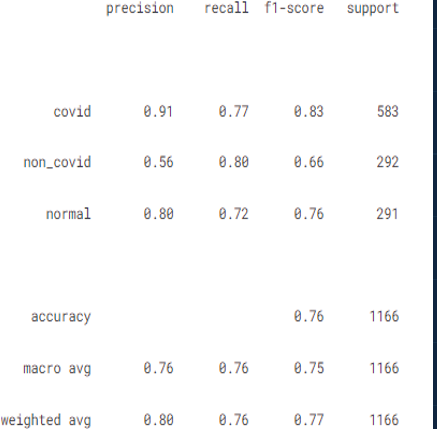 precision recall f1-score support
covid 0.91 0.77 0.83 583
non_covid 0.56 0.80 0.66 292
normal 0.80 0.72 0.76 291
accuracy 0.76 1166
macro avg 0.76 0.76 0.75 1166
weighted avg 0.80 0.76 0.77 1166